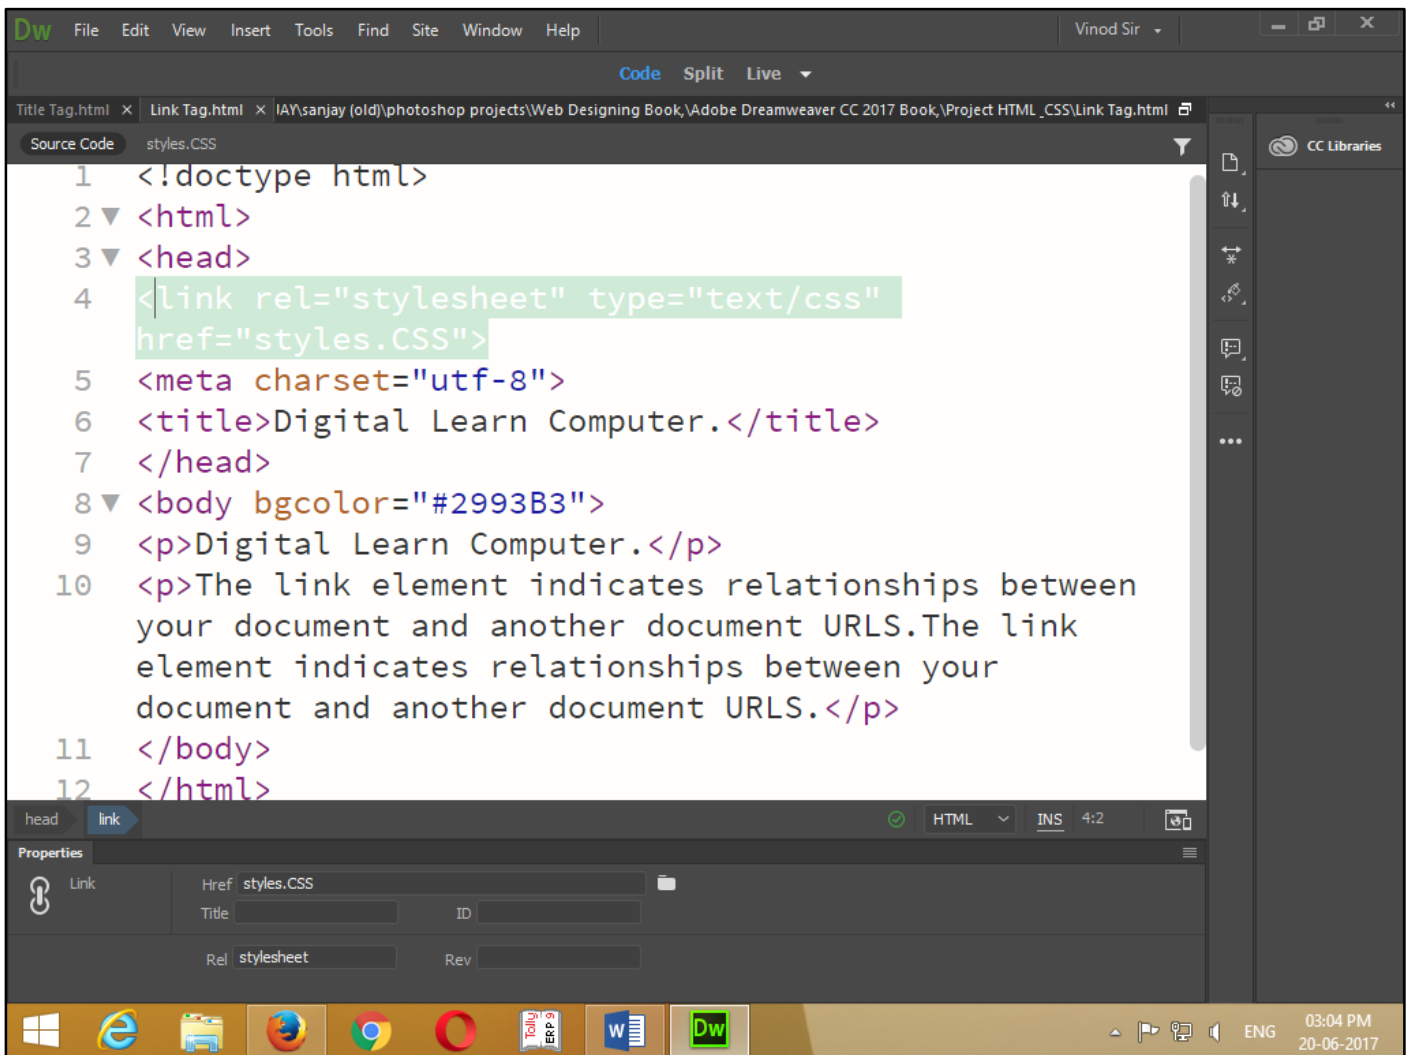 Dw File Edit View Insert Tools Find Site Window Help Vinod Sir
Code Split Live
Title Tag.html × Link Tag.html × IAY\sanjay (old)\photoshop projects\Web Designing Book,\Adobe Dreamweaver CC 2017 Book,\Project HTML_CSS\Link Tag.html
Source Code styles.CSS
CC Libraries
1 <!doctype html>
2 <html>
3 <head>
4 <link rel="stylesheet" type="text/css"
href="styles.CSS">
5 <meta charset="utf-8">
6 <title>Digital Learn Computer.</title>
7 </head>
8 <body bgcolor="#2993B3">
9 <p>Digital Learn Computer.</p>
10 <p>The link element indicates relationships between
your document and another document URLS.The link
element indicates relationships between your
document and another document URLS.</p>
11 </body>
12 </html>
head link HTML INS 4:2
Properties
Link Href styles.CSS
Title ID
Rel stylesheet Rev
Tally ERP 9
W Dw
ENG 03:04 PM
20-06-2017